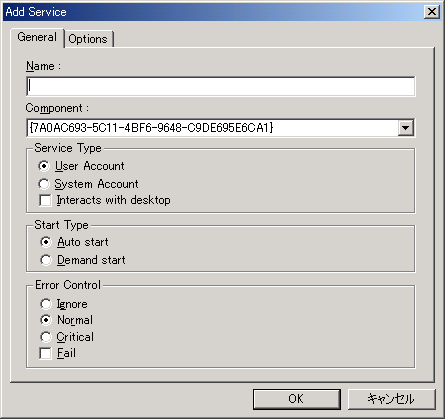 Add Service
General Options
Name :
Component :
{7A0AC693-5C11-4BF6-9648-C9DE695E6CA1}
Service Type
User Account
System Account
Interacts with desktop
Start Type
Auto start
Demand start
Error Control
Ignore
Normal
Critical
Fail
OK キャンセル